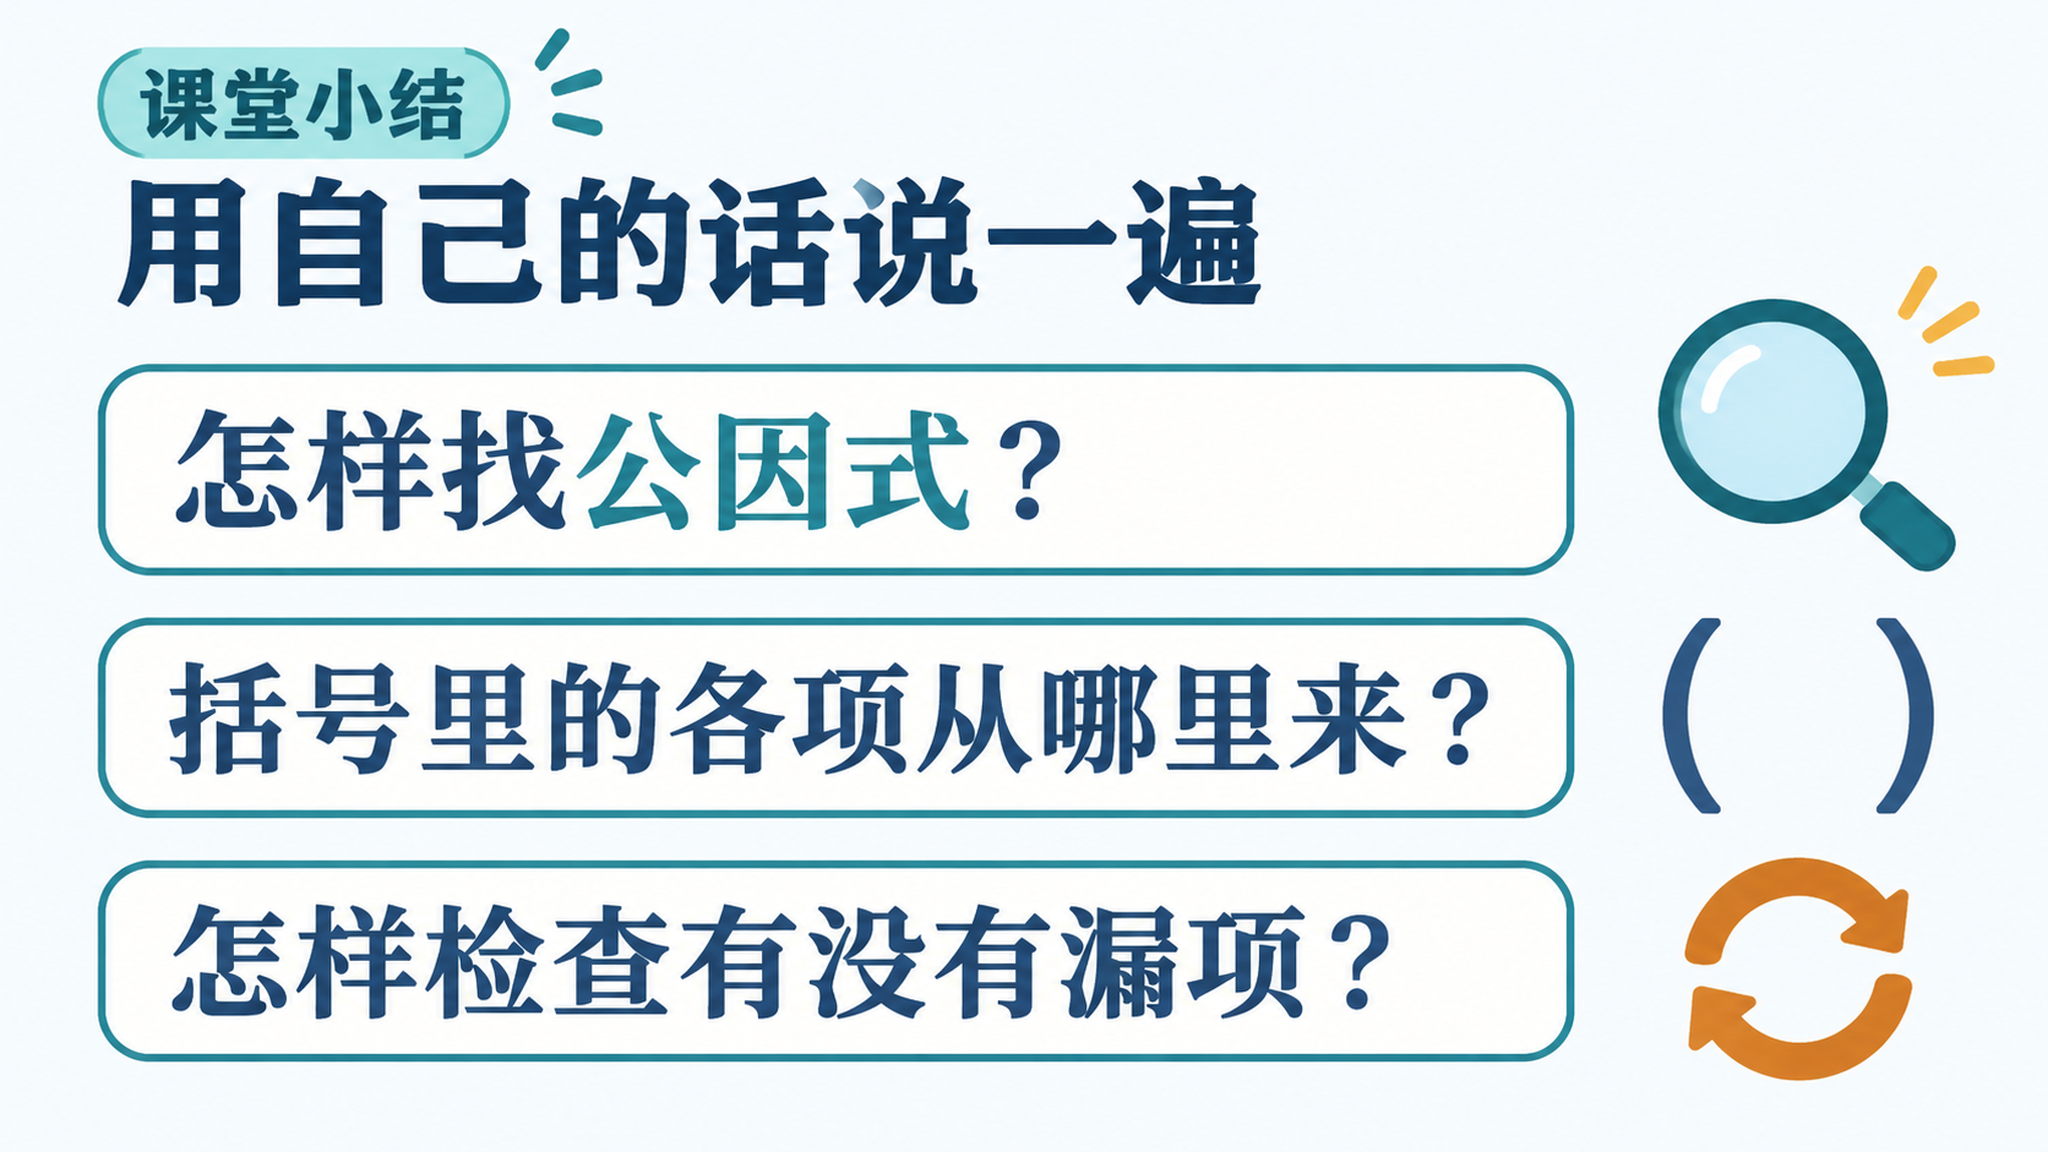 课堂小结
用自己的话说一遍
怎样找公因式？
括号里的各项从哪里来？
( )
怎样检查有没有漏项？